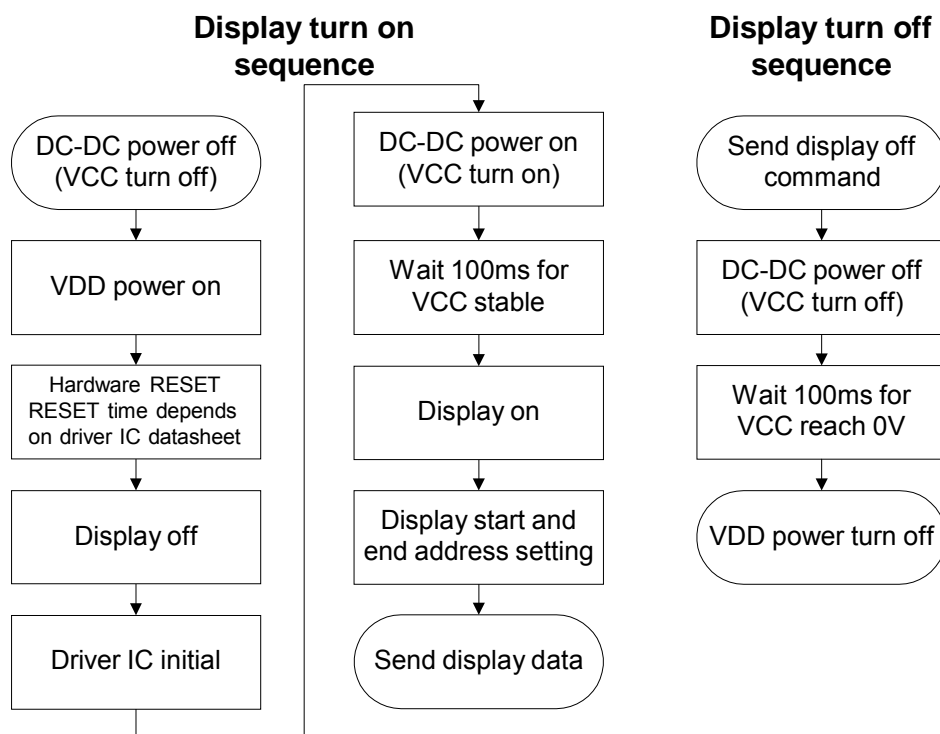 Display turn on
sequence
DC-DC power off
(VCC turn off)
VDD power on
Hardware RESET
RESET time depends
on driver IC datasheet
Display off
Driver IC initial
DC-DC power on
(VCC turn on)
Wait 100ms for
VCC stable
Display on
Display start and
end address setting
Send display data
Display turn off
sequence
Send display off
command
DC-DC power off
(VCC turn off)
Wait 100ms for
VCC reach 0V
VDD power turn off